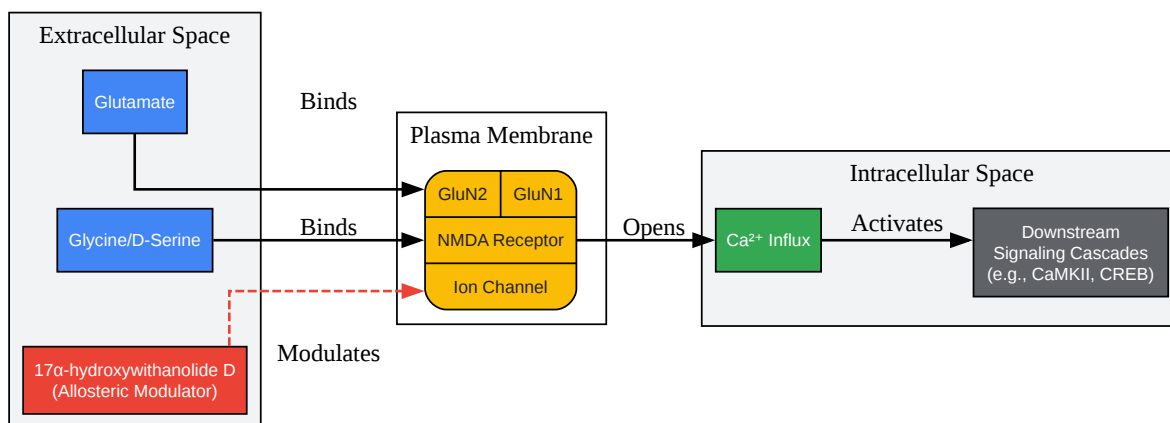 Extracellular Space
Glutamate
Binds
Plasma Membrane
GluN2
GluN1
Glycine/D-Serine
Binds
NMDA Receptor
Ion Channel
Opens
Intracellular Space
Ca²⁺ Influx
Activates
Downstream
Signaling Cascades
(e.g., CaMKII, CREB)
17α-hydroxywithanolide D
(Allosteric Modulator)
Modulates